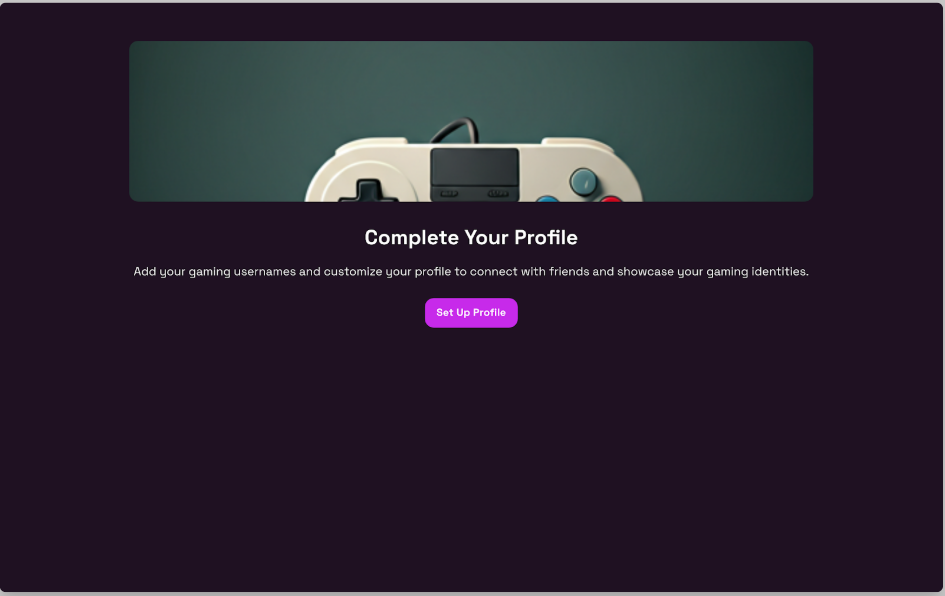 Complete Your Profile
Add your gaming usernames and customize your profile to connect with friends and showcase your gaming identities.
Set Up Profile